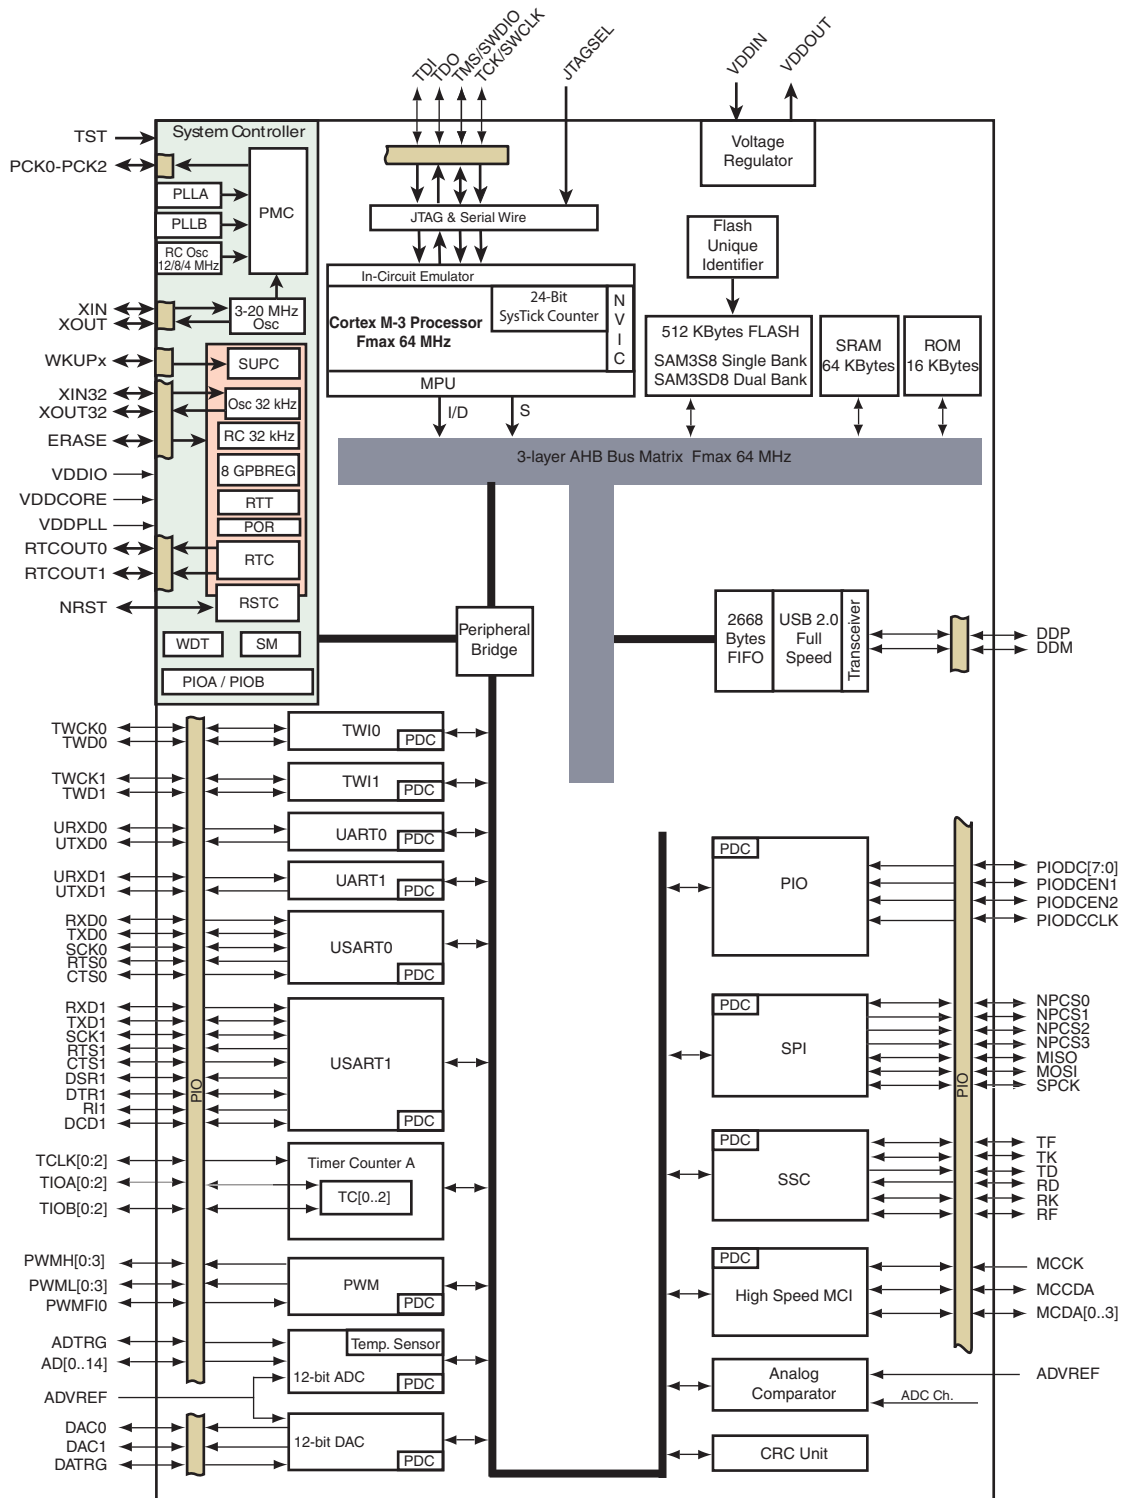 TDI
TDO
TMS/SWDIO
TCK/SWCLK
JTAGSEL
VDDIN
VDDOUT
System Controller
TST
PCK0-PCK2
PLLA
PMC
PLLB
RC Osc
12/8/4 MHz
XIN
XOUT
3-20 MHz
Osc
WKUPx
SUPC
XIN32
XOUT32
Osc 32 kHz
ERASE
RC 32 kHz
VDDIO
8 GPBREG
VDDCORE
RTT
VDDPLL
POR
RTCOUT0
RTCOUT1
RTC
NRST
RSTC
WDT
SM
PIOA / PIOB
Voltage
Regulator
JTAG & Serial Wire
Flash
Unique
Identifier
In-Circuit Emulator
24-Bit
SysTick Counter
N
V
I
C
Cortex M-3 Processor
Fmax 64 MHz
MPU
512 KBytes FLASH
SAM3S8 Single Bank
SAM3SD8 Dual Bank
SRAM
64 KBytes
ROM
16 KBytes
I/D
S
3-layer AHB Bus Matrix  Fmax 64 MHz
Peripheral
Bridge
2668
Bytes
FIFO
USB 2.0
Full
Speed
Transceiver
DDP
DDM
TWCK0
TWD0
TWI0
PDC
TWCK1
TWD1
TWI1
PDC
URXD0
UTXD0
UART0
PDC
URXD1
UTXD1
UART1
PDC
RXD0
TXD0
SCK0
RTS0
CTS0
USART0
PDC
RXD1
TXD1
SCK1
RTS1
CTS1
DSR1
DTR1
RI1
DCD1
USART1
PDC
PIO
TCLK[0:2]
TIOA[0:2]
TIOB[0:2]
Timer Counter A
TC[0..2]
PWMH[0:3]
PWML[0:3]
PWMFI0
PWM
PDC
ADTRG
AD[0..14]
Temp. Sensor
12-bit ADC
PDC
ADVREF
DAC0
DAC1
DATRG
12-bit DAC
PDC
PDC
PIO
PIODC[7:0]
PIODCEN1
PIODCEN2
PIODCCLK
PDC
SPI
NPCS0
NPCS1
NPCS2
NPCS3
MISO
MOSI
SPCK
PIO
PDC
SSC
TF
TK
TD
RD
RK
RF
PDC
High Speed MCI
MCCK
MCCDA
MCDA[0..3]
Analog
Comparator
ADVREF
ADC Ch.
CRC Unit